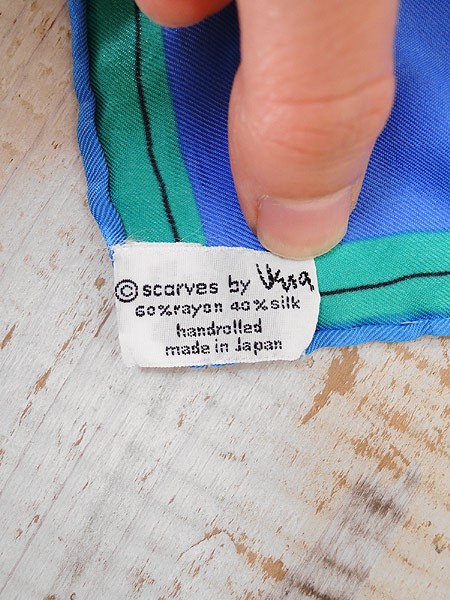 © scarves by Vera
60%rayon 40%silk
handrolled
made in Japan